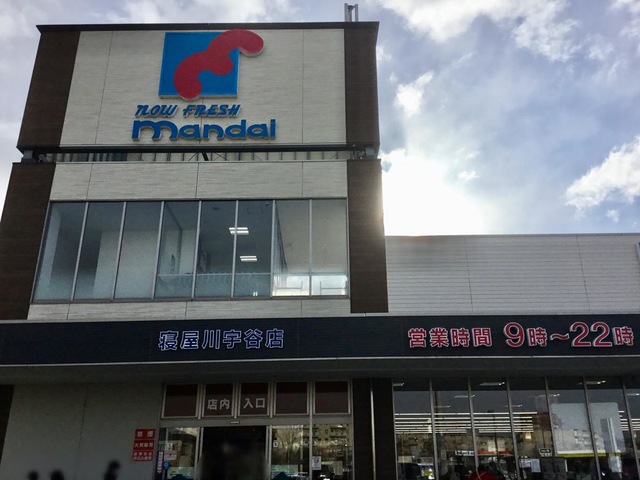 now FRESH
mandai
寝屋川宇谷店
営業時間 9時〜22時
店内 入口